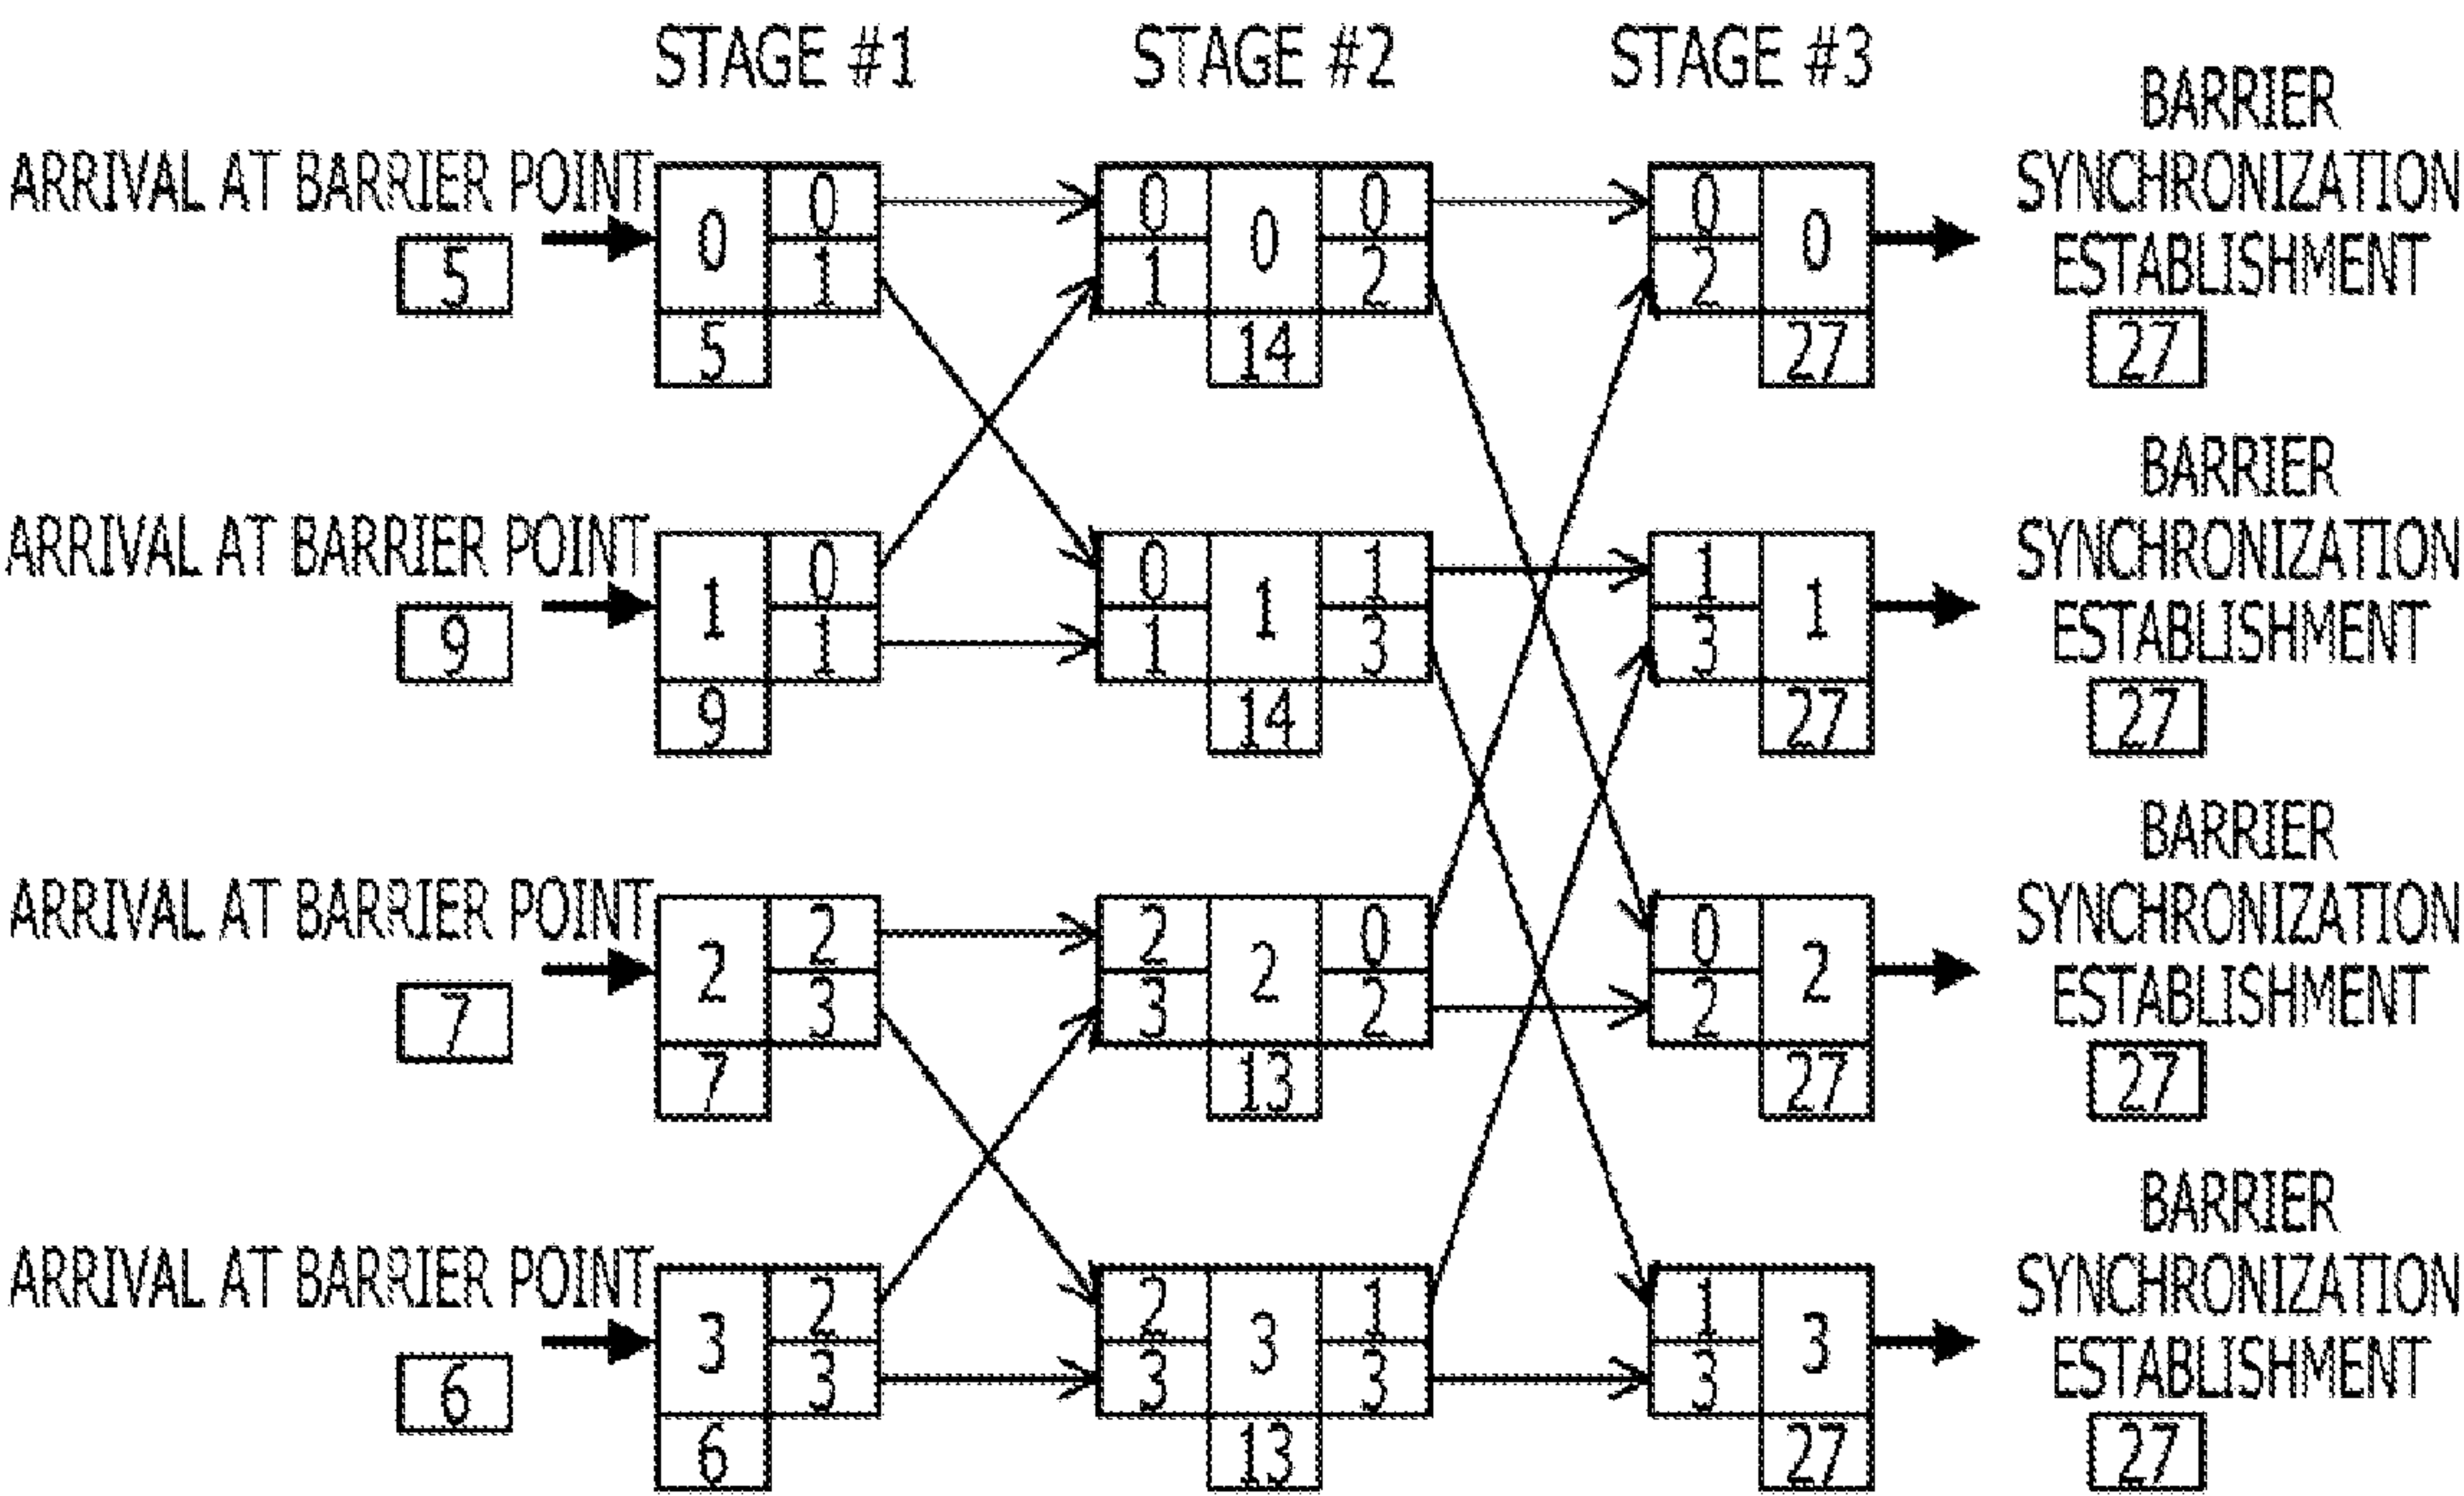 STAGE #1 STAGE #2 STAGE #3
BARRIER
ARRIVAL AT BARRIER POINT 0 0 0 0 0 SYNCHRONIZATION
5 0 1 1 0 2 2 0 ESTABLISHMENT
5 14 27 27
BARRIER
ARRIVAL AT BARRIER POINT 0 0 1 1 SYNCHRONIZATION
9 1 1 1 1 3 3 1 ESTABLISHMENT
9 14 27 27
BARRIER
ARRIVAL AT BARRIER POINT 2 2 0 0 SYNCHRONIZATION
7 2 3 3 2 2 2 2 ESTABLISHMENT
7 13 27 27
BARRIER
ARRIVAL AT BARRIER POINT 2 2 1 1 SYNCHRONIZATION
6 3 3 3 3 3 3 3 ESTABLISHMENT
6 13 27 27